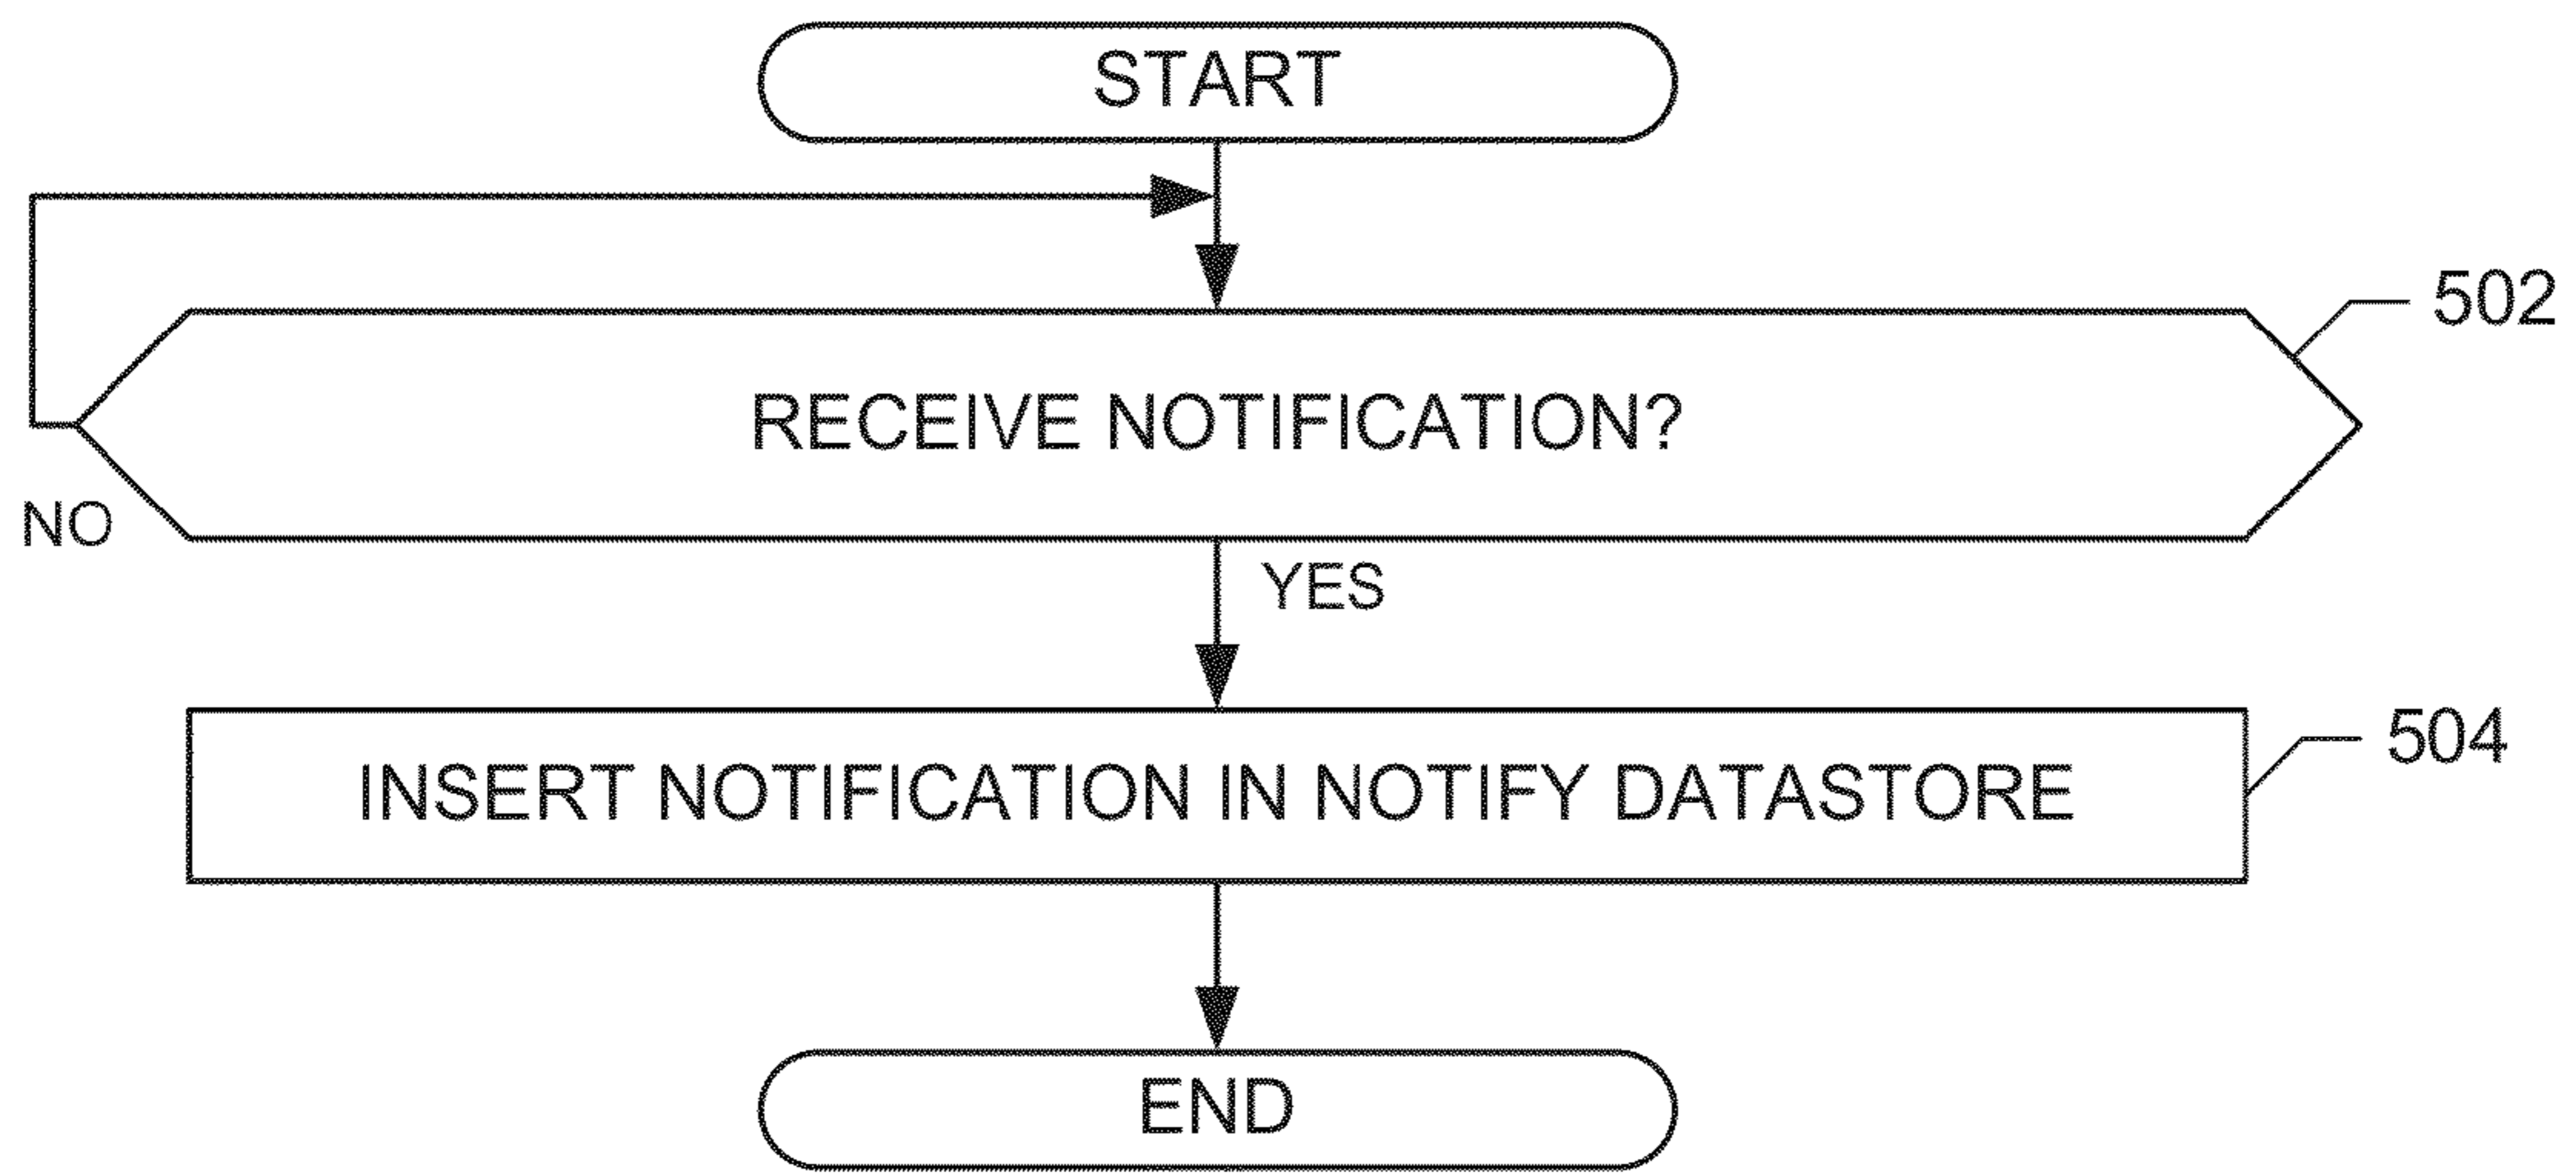 START
502
RECEIVE NOTIFICATION?
NO
YES
504
INSERT NOTIFICATION IN NOTIFY DATASTORE
END